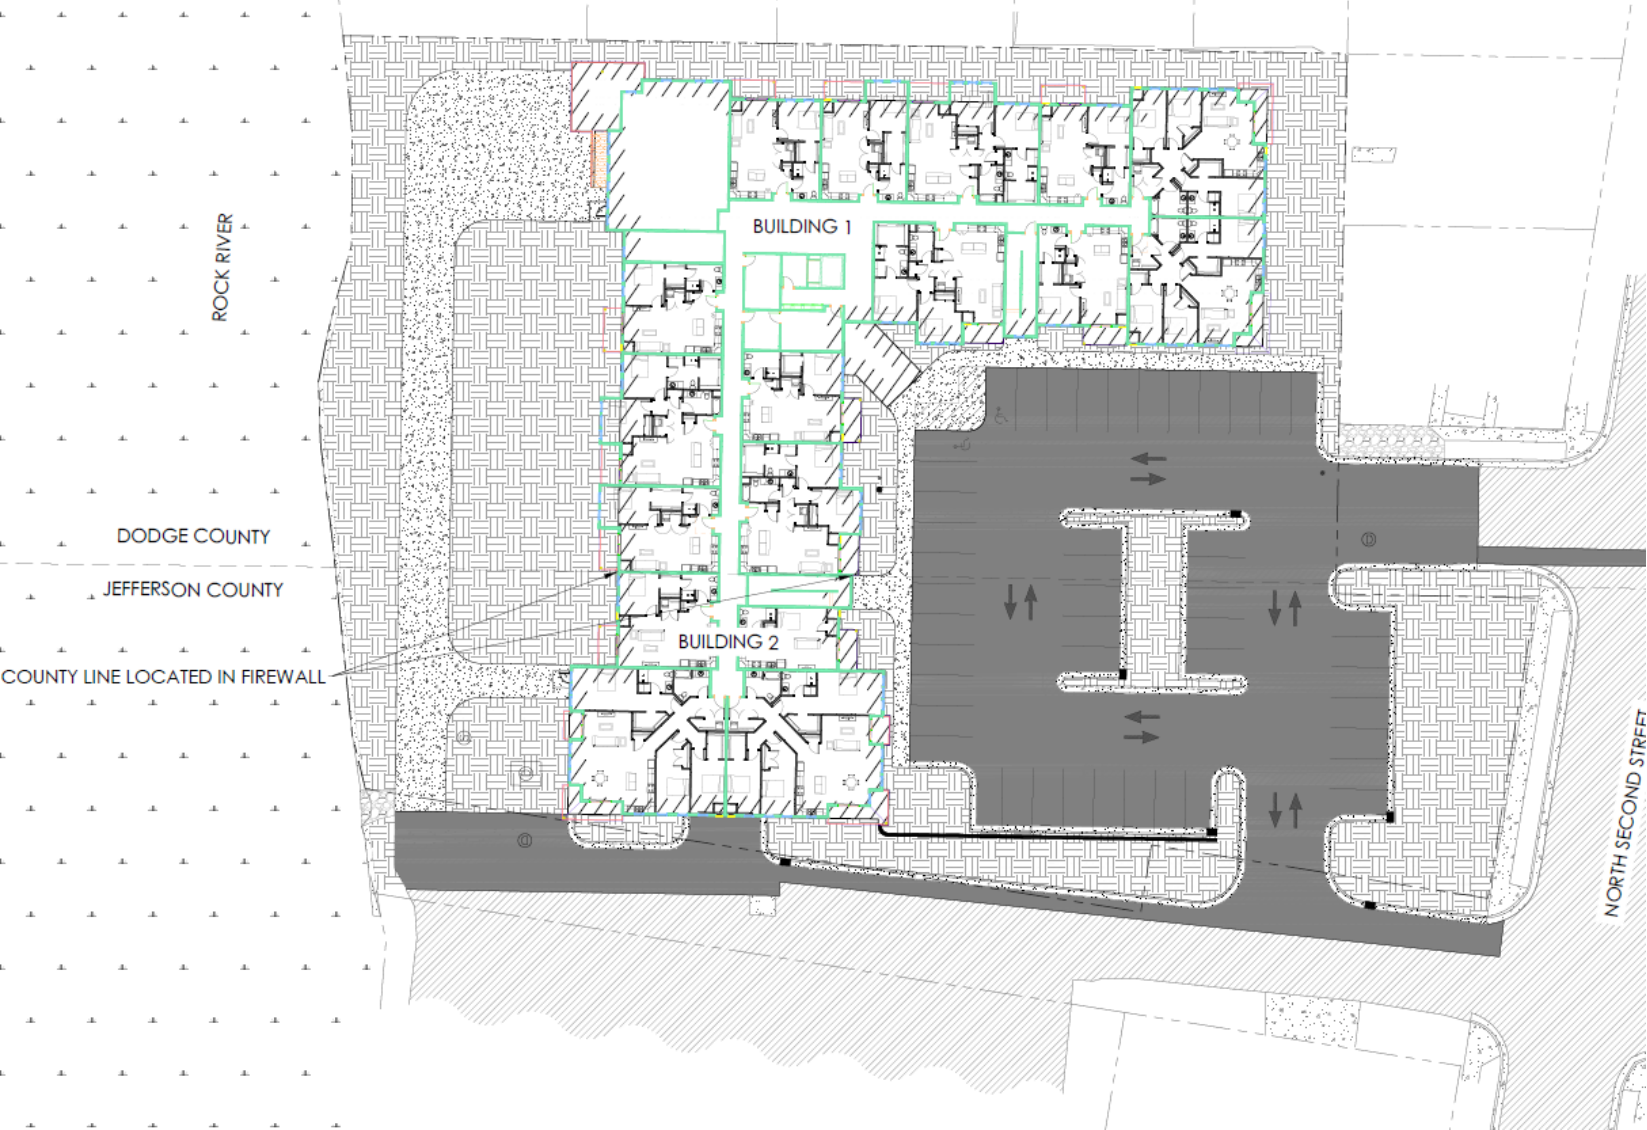 BUILDING 1
ROCK RIVER
DODGE COUNTY
JEFFERSON COUNTY
BUILDING 2
COUNTY LINE LOCATED IN FIREWALL
NORTH SECOND STREET